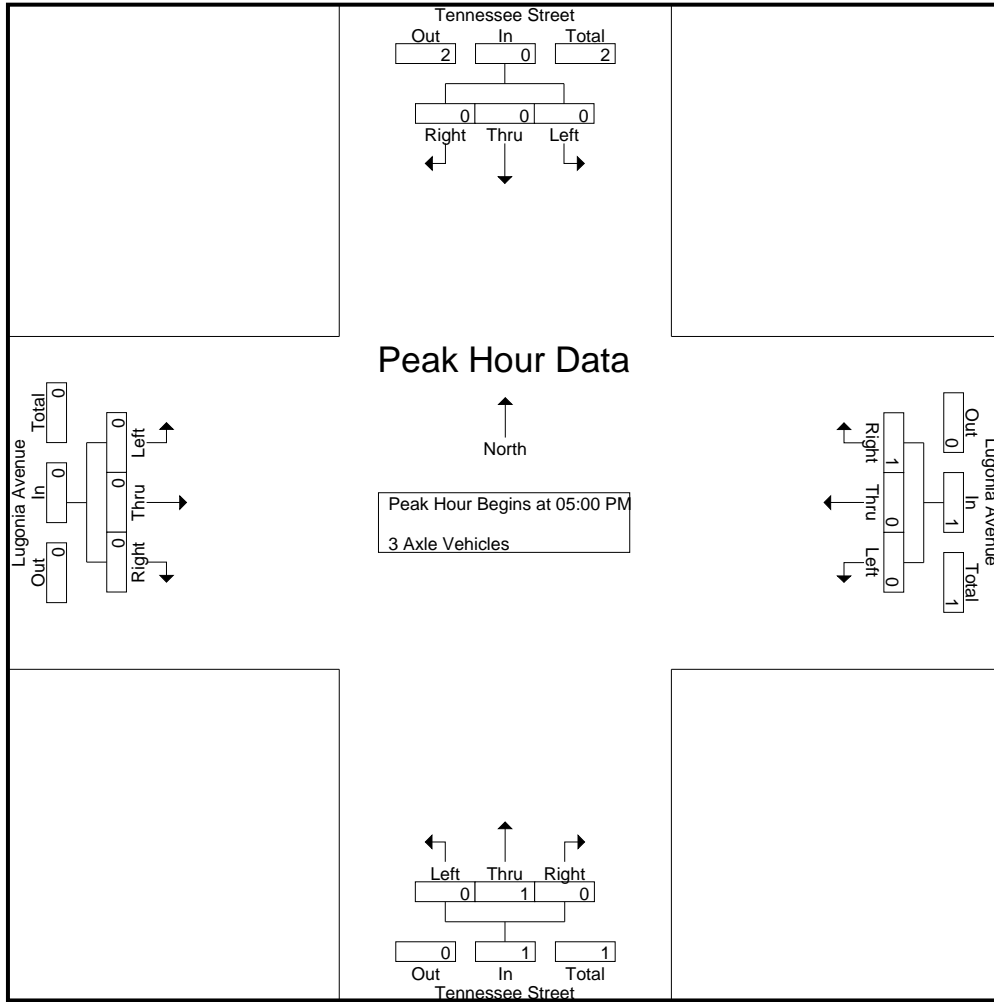 Tennessee Street
Out In Total
2 0 2
0 0 0
Right Thru Left
Peak Hour Data
North
Peak Hour Begins at 05:00 PM
3 Axle Vehicles
Lugonia Avenue
Out In Total
0 0 0
0 0 0
Left Thru Right
Lugonia Avenue
Out In Total
0 1 1
1 0 0
Right Thru Left
Left Thru Right
0 1 0
0 1 1
Out In Total
Tennessee Street